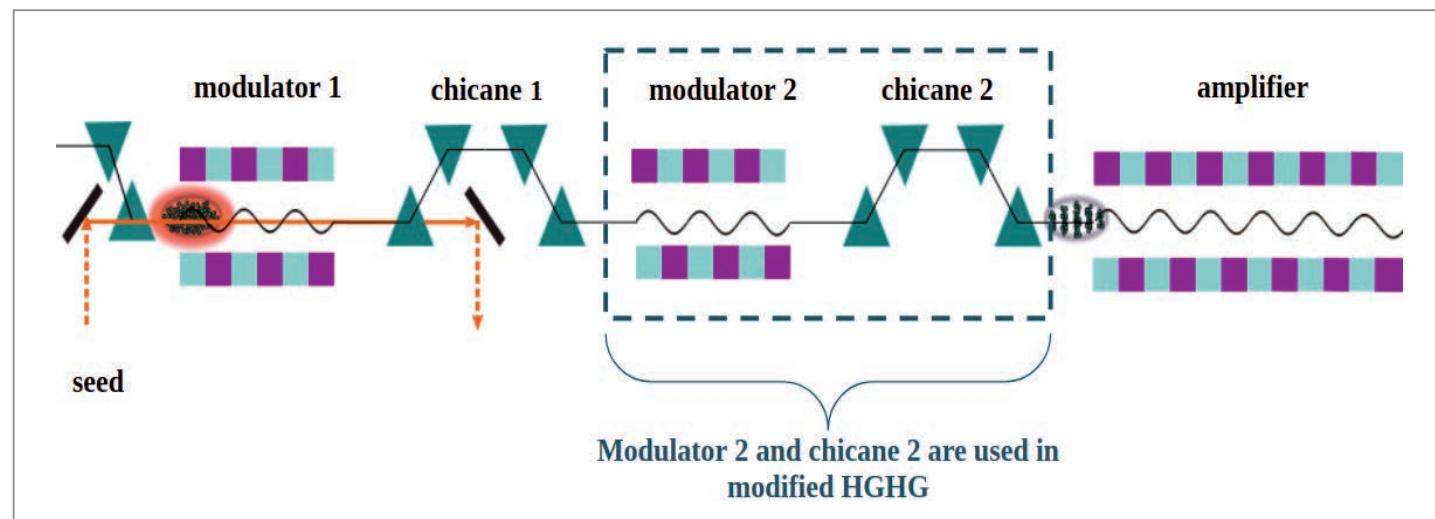 modulator 1
chicane 1
modulator 2
chicane 2
amplifier
seed
Modulator 2 and chicane 2 are used in
modified HGHG